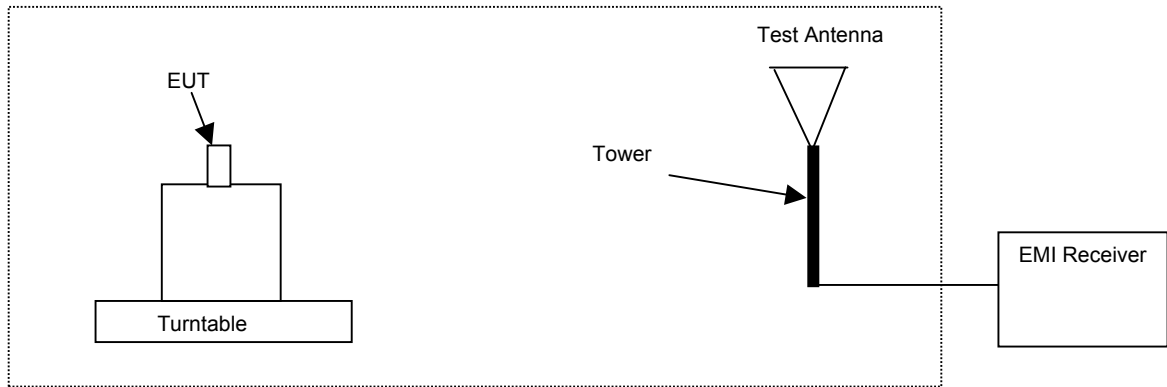 Test Antenna
EUT
Tower
EMI Receiver
Turntable